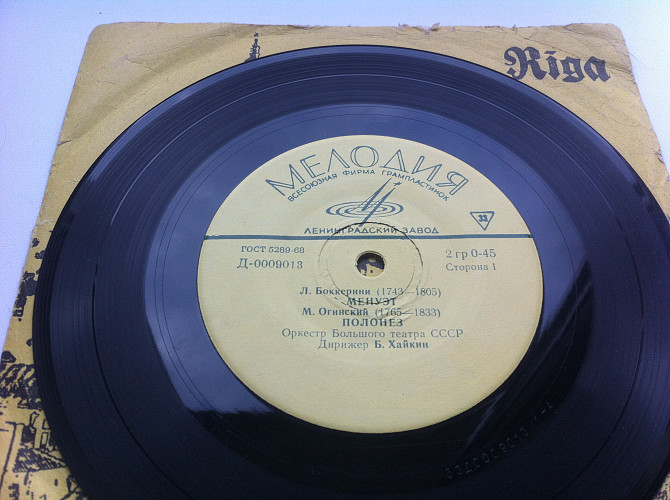 Riga
МЕЛОДИЯ
ВСЕСОЮЗНАЯ ФИРМА ГРАМПЛАСТИНОК
33
ЛЕНИНГРАДСКИЙ ЗАВОД
ГОСТ 5289-68
2 гр 0-45
Д-0009013
Сторона 1
Л. Боккерини (1743—1805)
МЕНУЭТ
М. Огинский (1765—1833)
ПОЛОНЕЗ
Оркестр Большого театра СССР
Дирижер Б. Хайкин